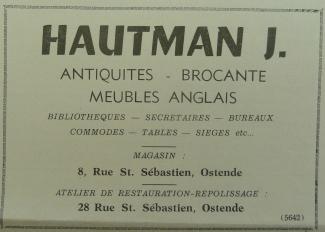 HAUTMAN J.
ANTIQUITES - BROCANTE
MEUBLES ANGLAIS
BIBLIOTHEQUES — SECRETAIRES — BUREAUX
COMMODES — TABLES — SIEGES etc...
MAGASIN :
8, Rue St. Sébastien, Ostende
ATELIER DE RESTAURATION-REPOLISSAGE :
28 Rue St. Sébastien, Ostende
(5642)